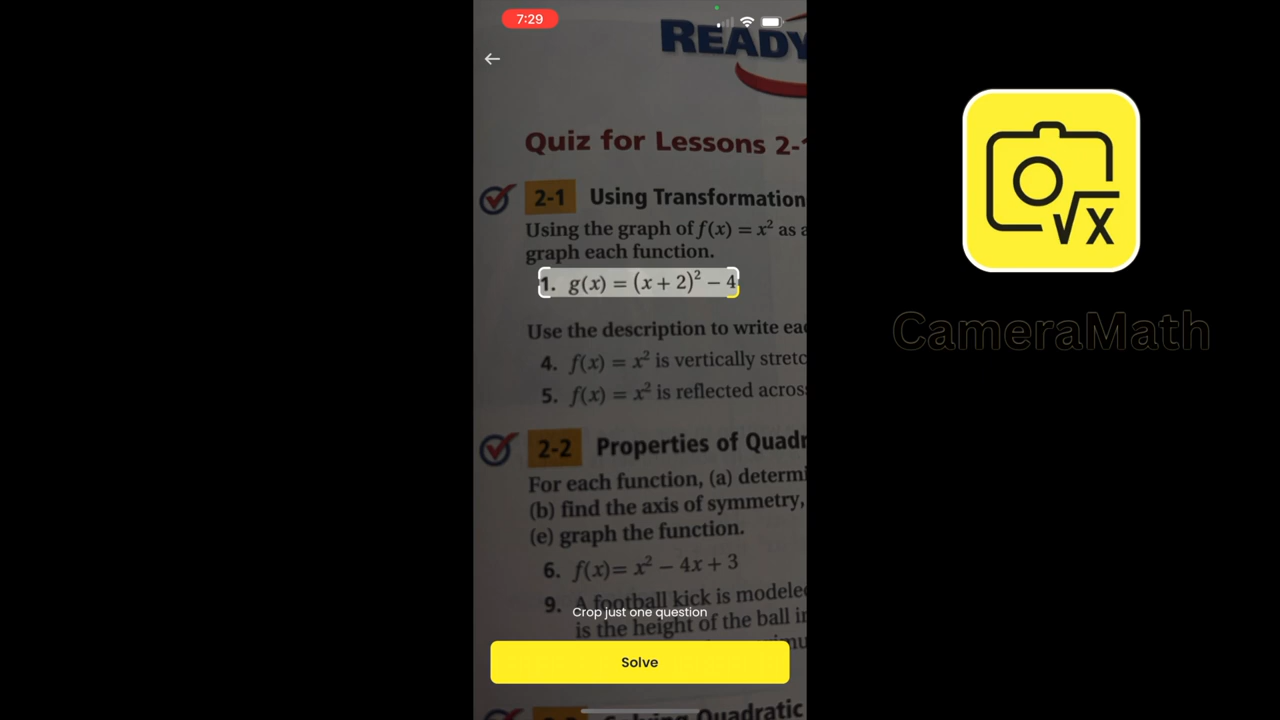 7:29
READY
Quiz for Lessons 2-
2-1 Using Transformation
Using the graph of f(x) = x² as a
graph each function.
1. g(x) = (x + 2)² − 4
Use the description to write ea
4. f(x) = x² is vertically stretc
5. f(x) = x² is reflected acros
2-2 Properties of Quadr
For each function, (a) determi
(b) find the axis of symmetry,
(e) graph the function.
6. f(x)= x² − 4x + 3
9. A football kick is modele
Crop just one question
is the height of the ball in
Solve
Quadratic
√x
CameraMath